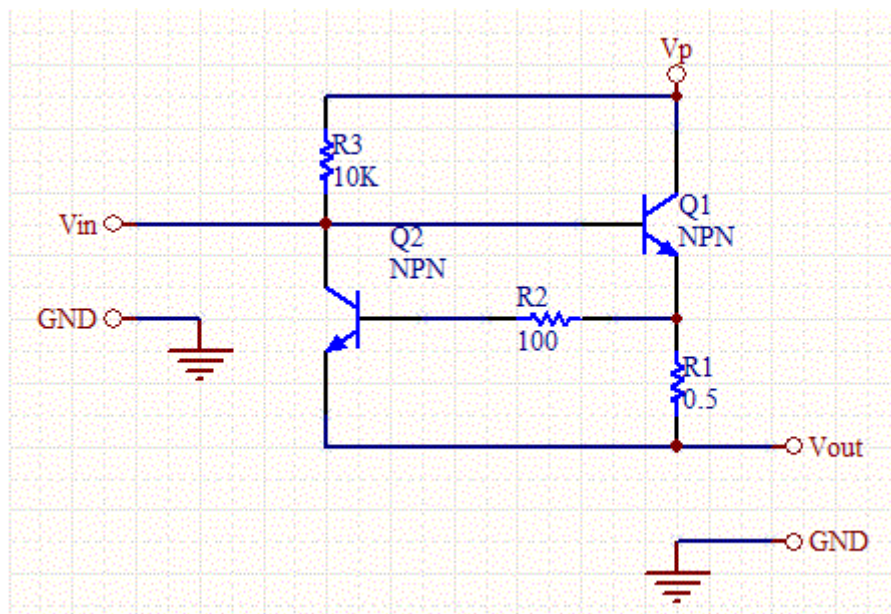 Vp
R3
10K
Vin
Q1
NPN
Q2
NPN
GND
R2
100
R1
0.5
Vout
GND